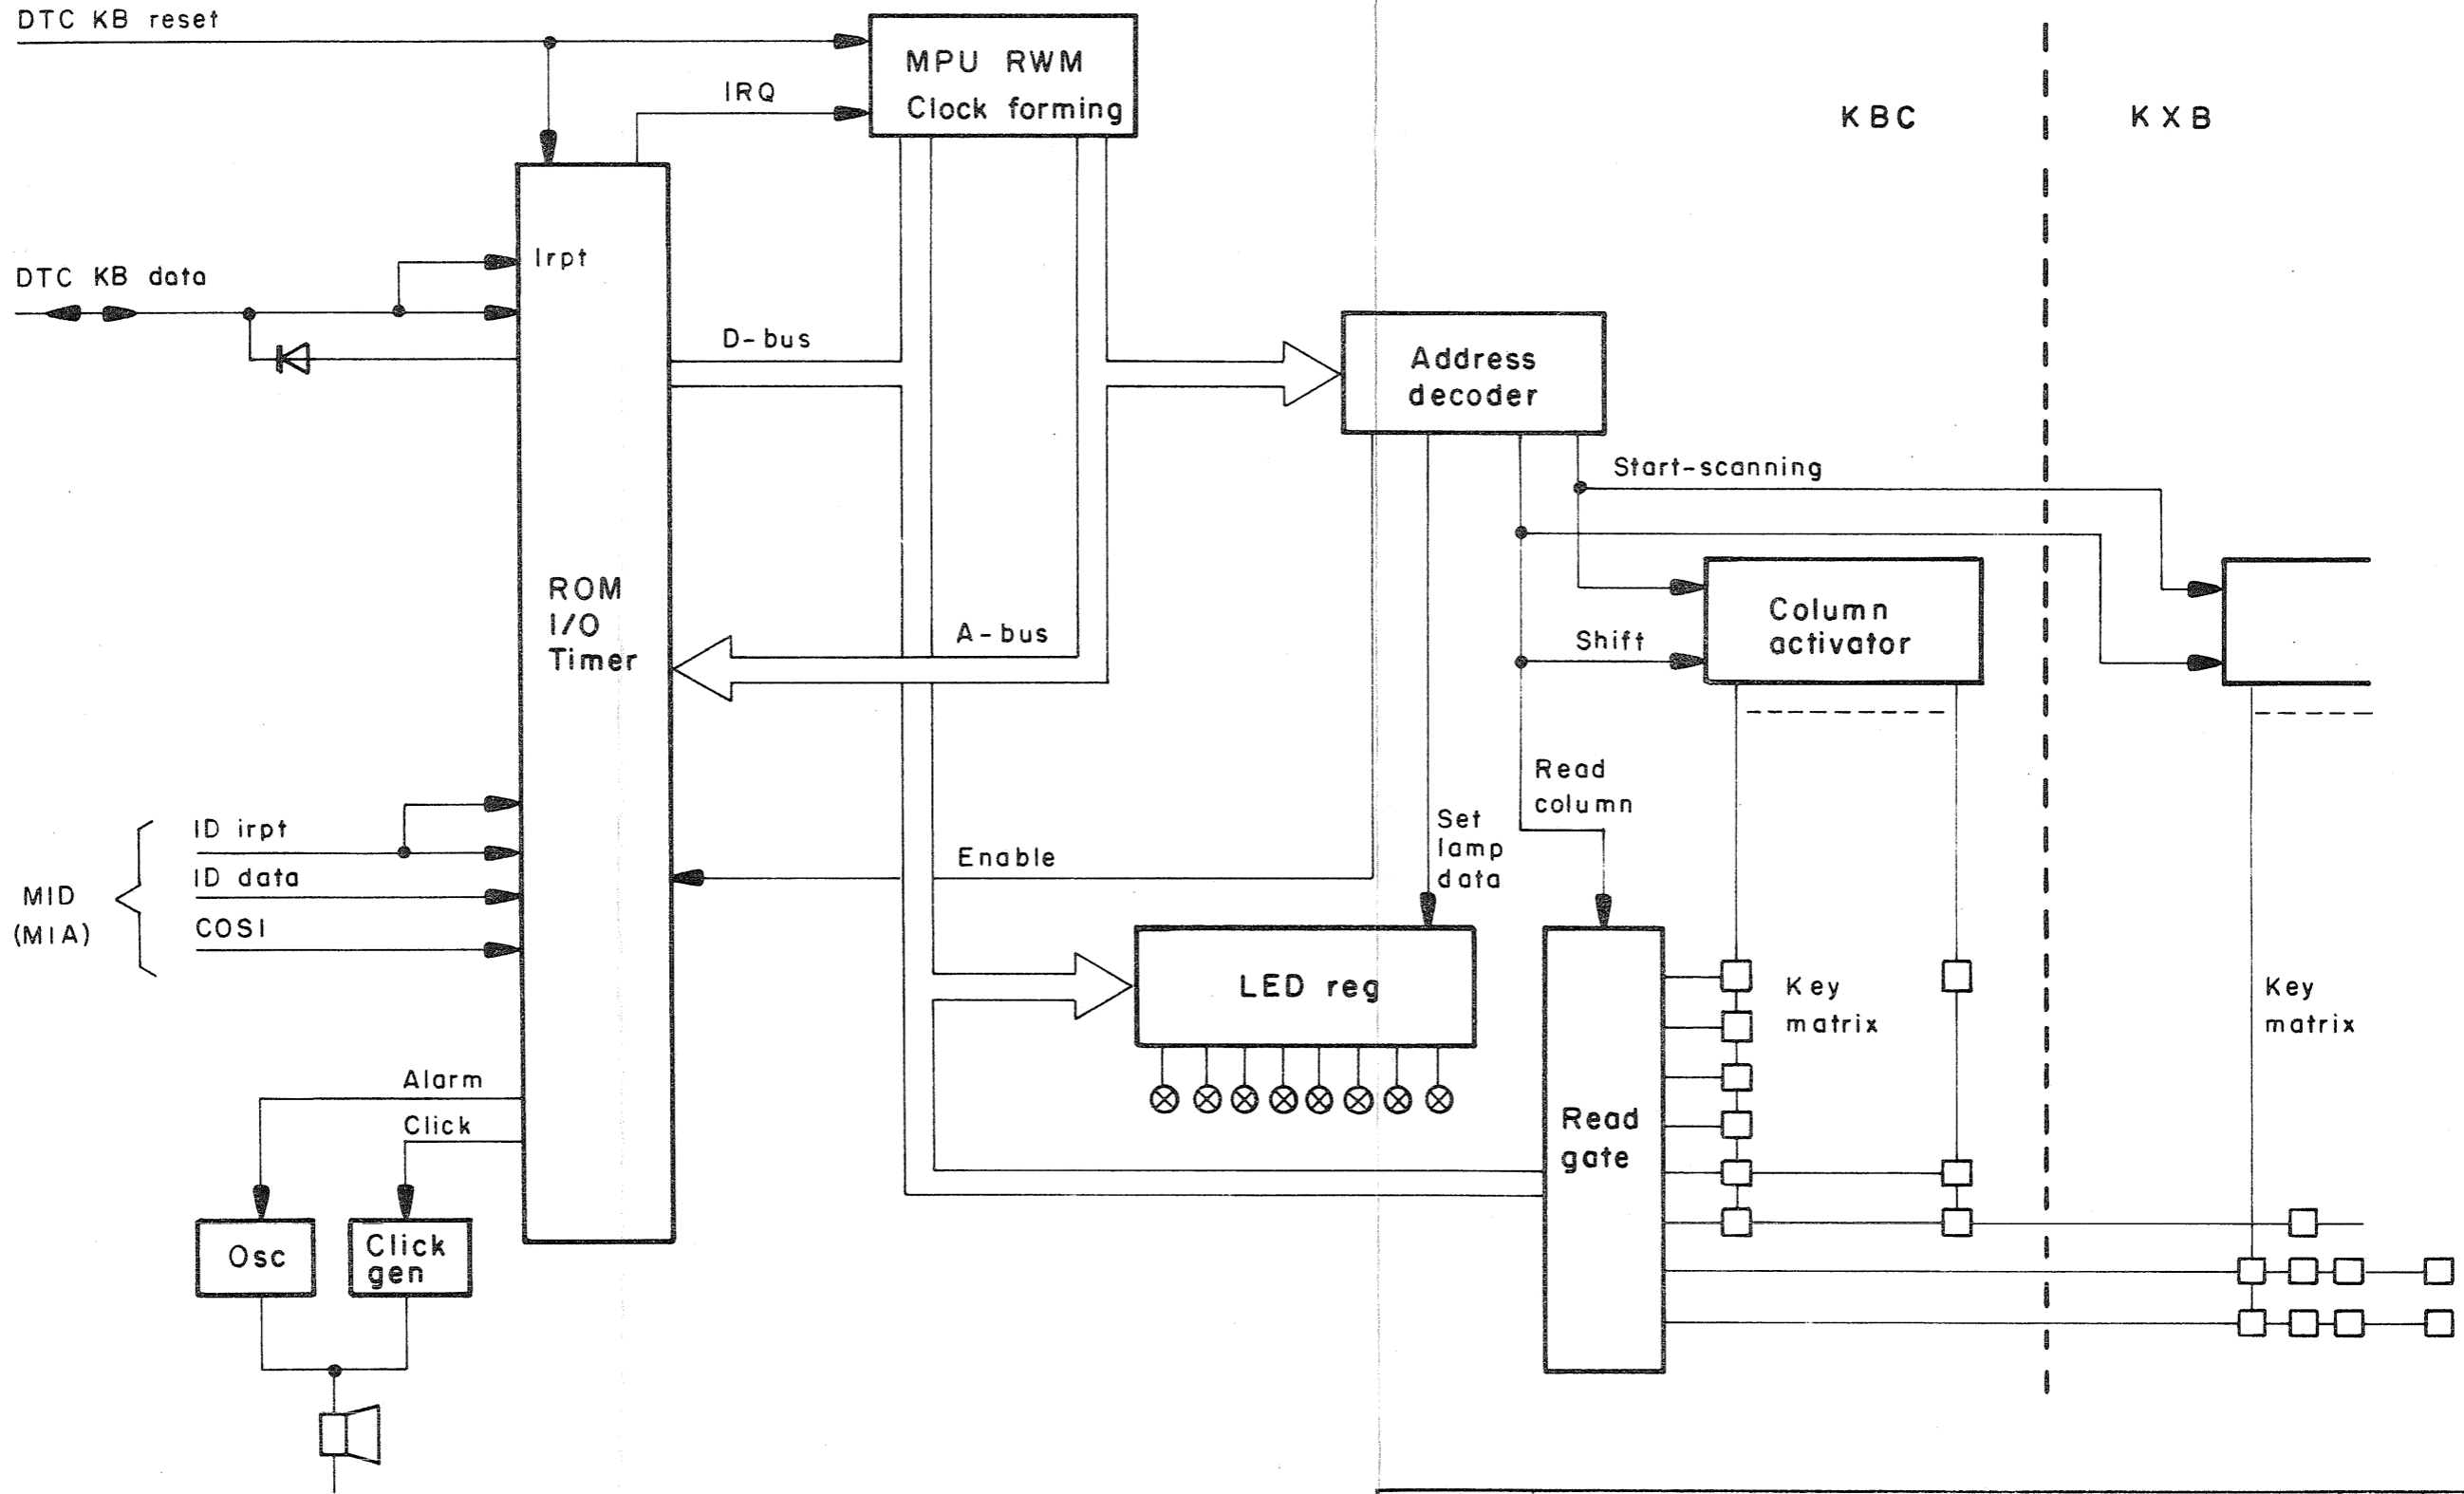 DTC KB reset
MPU RWM
Clock forming
IRQ
KBC
KXB
Irpt
DTC KB data
D-bus
Address
decoder
Start-scanning
ROM
I/O
Timer
A-bus
Column
activator
Shift
Read
column
Set
lamp
data
ID irpt
ID data
COSI
MID
(MIA)
Enable
LED reg
Key
matrix
Key
matrix
Alarm
Click
Read
gate
Osc
Click
gen